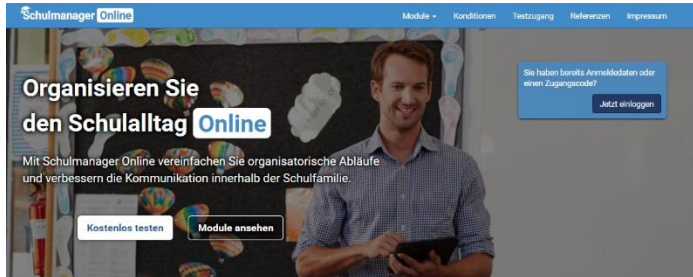 Schulmanager Online
Module
Konditionen
Testzugang
Referenzen
Impressum
Organisieren Sie
den Schulalltag Online
Mit Schulmanager Online vereinfachen Sie organisatorische Abläufe
und verbessern die Kommunikation innerhalb der Schulfamilie.
Kostenlos testen
Module ansehen
Sie haben bereits Anmeldedaten oder
einen Zugangscode?
Jetzt einloggen